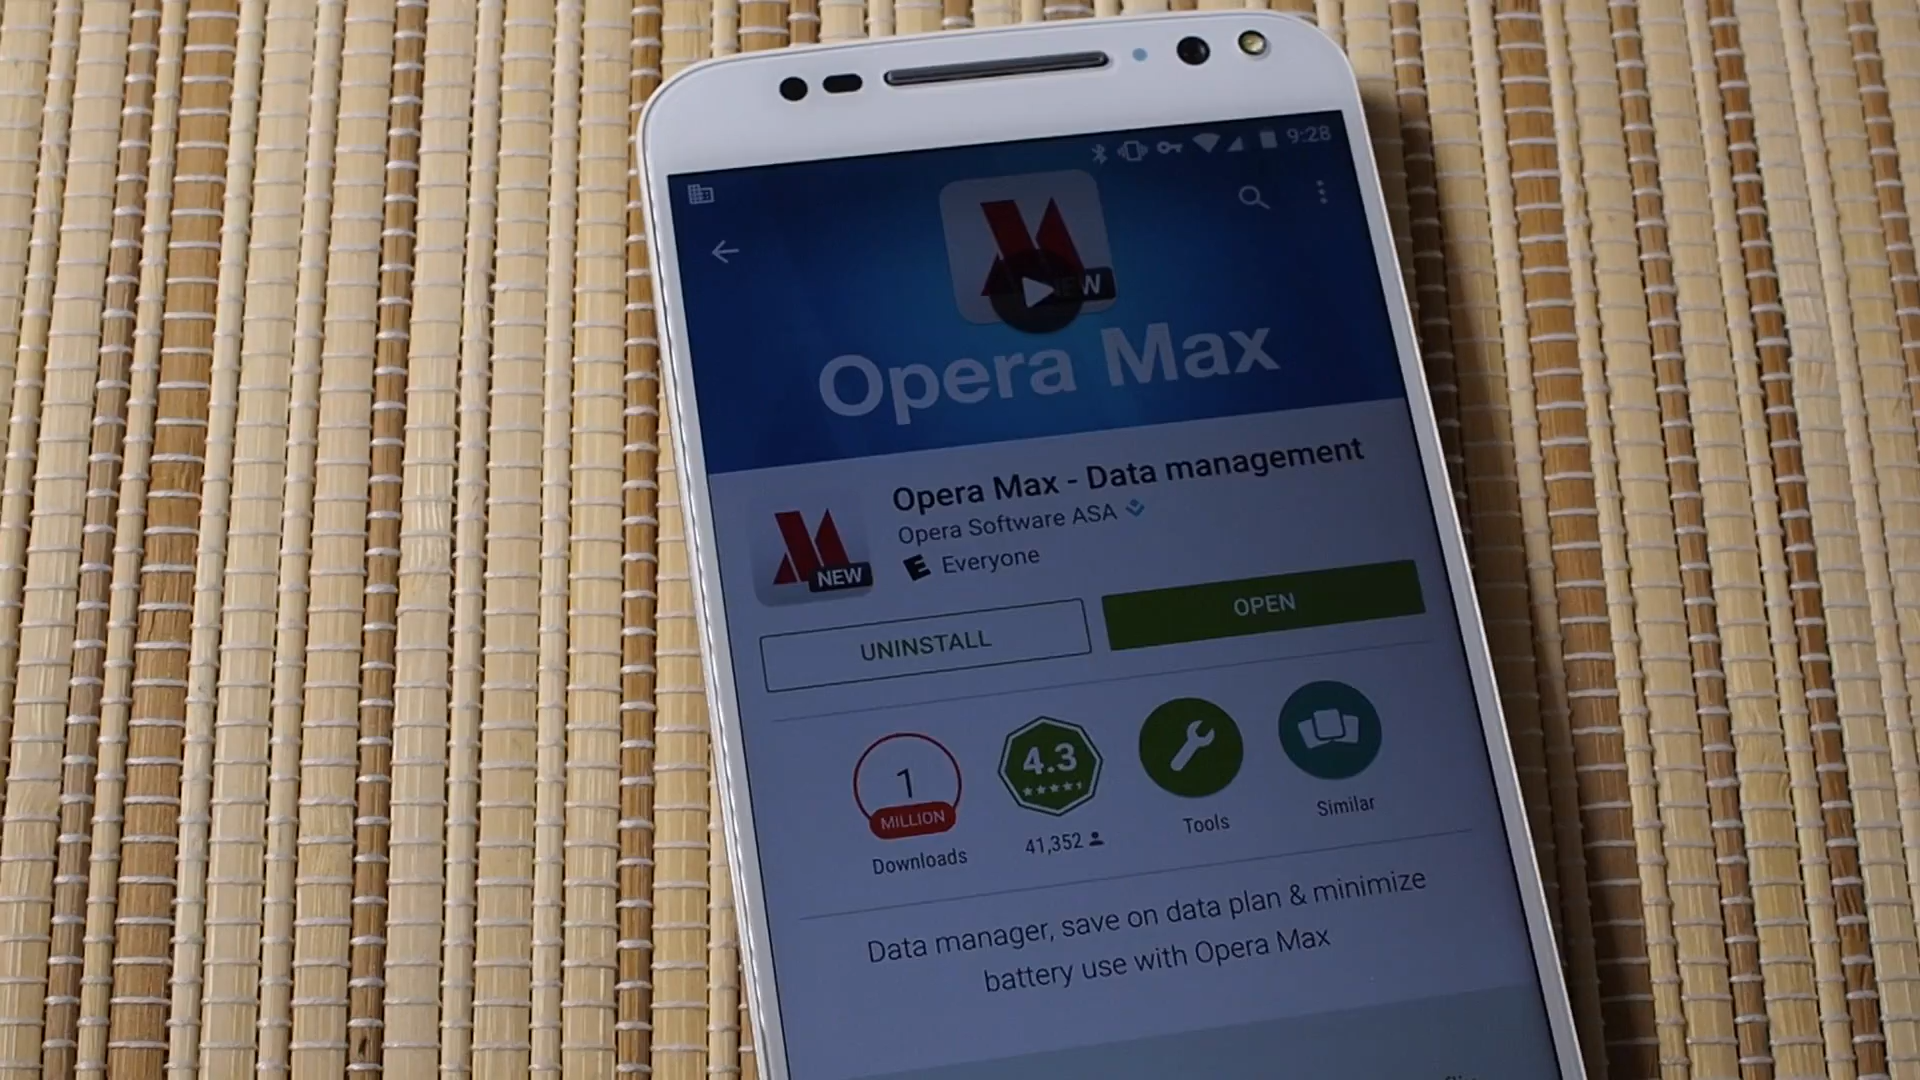 9:28
NEW
Opera Max
Opera Max - Data management
Opera Software ASA
E Everyone
NEW
UNINSTALL
OPEN
1
MILLION
Downloads
4.3
41,352
Tools
Similar
Data manager, save on data plan & minimize
battery use with Opera Max